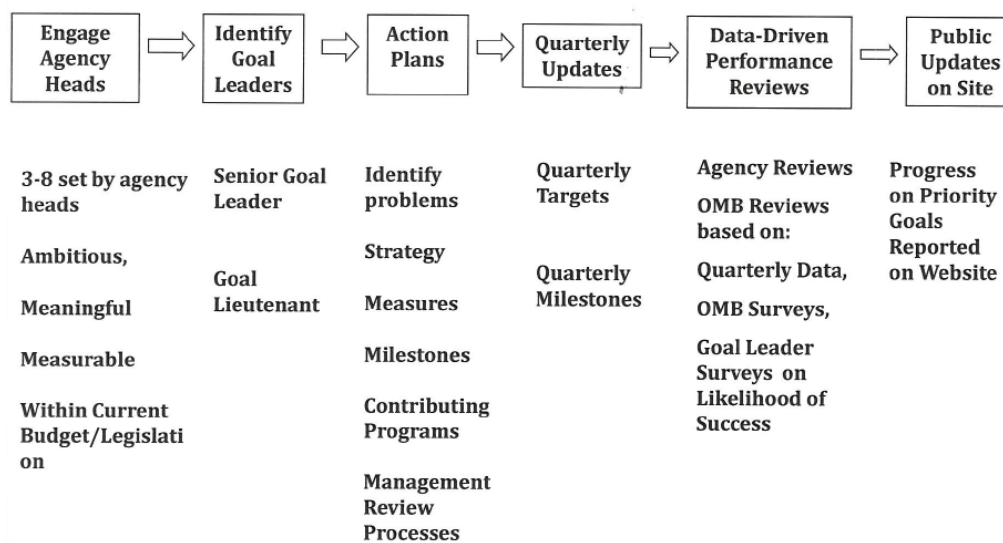 Engage
Agency
Heads
Identify
Goal
Leaders
Action
Plans
Quarterly
Updates
Data-Driven
Performance
Reviews
Public
Updates
on Site
3-8 set by agency
heads
Ambitious,
Meaningful
Measurable
Within Current
Budget/Legislati
on
Senior Goal
Leader
Goal
Lieutenant
Identify
problems
Strategy
Measures
Milestones
Contributing
Programs
Management
Review
Processes
Quarterly
Targets
Quarterly
Milestones
Agency Reviews
OMB Reviews
based on:
Quarterly Data,
OMB Surveys,
Goal Leader
Surveys on
Likelihood of
Success
Progress
on Priority
Goals
Reported
on Website